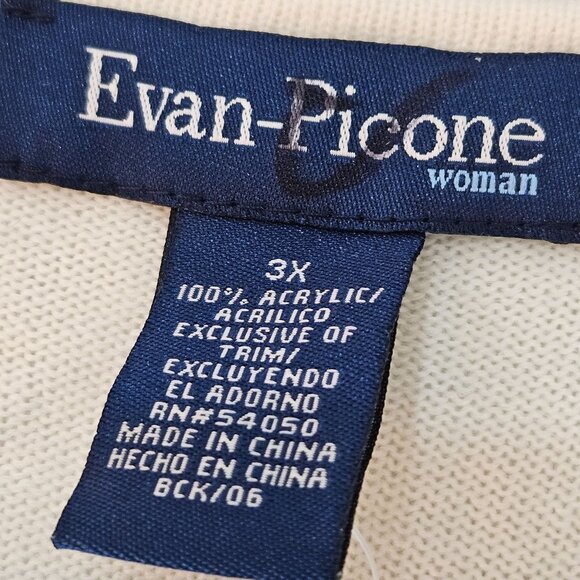 Evan-Picone
woman
3X
100% ACRYLIC/
ACRILICO
EXCLUSIVE OF
TRIM/
EXCLUYENDO
EL ADORNO
RN#54050
MADE IN CHINA
HECHO EN CHINA
BCK/06